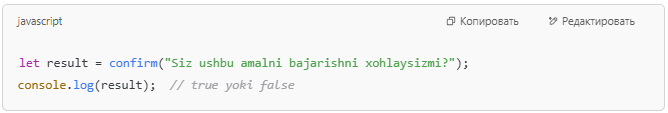 javascript Копировать Редактировать
let result = confirm("Siz ushbu amalni bajarishni xohlaysizmi?");
console.log(result); // true yoki false